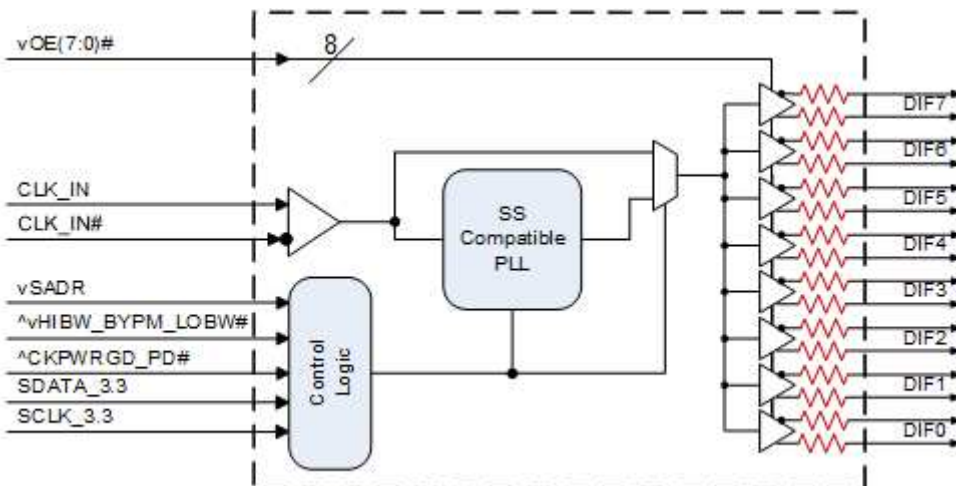 vOE(7:0)#
8
DIF7
DIF6
CLK_IN
CLK_IN#
SS
Compatible
PLL
DIF5
DIF4
vSADR
^vHIBW_BYPM_LOBW#
^CKPWRGD_PD#
SDATA_3.3
SCLK_3.3
Control
Logic
DIF3
DIF2
DIF1
DIF0